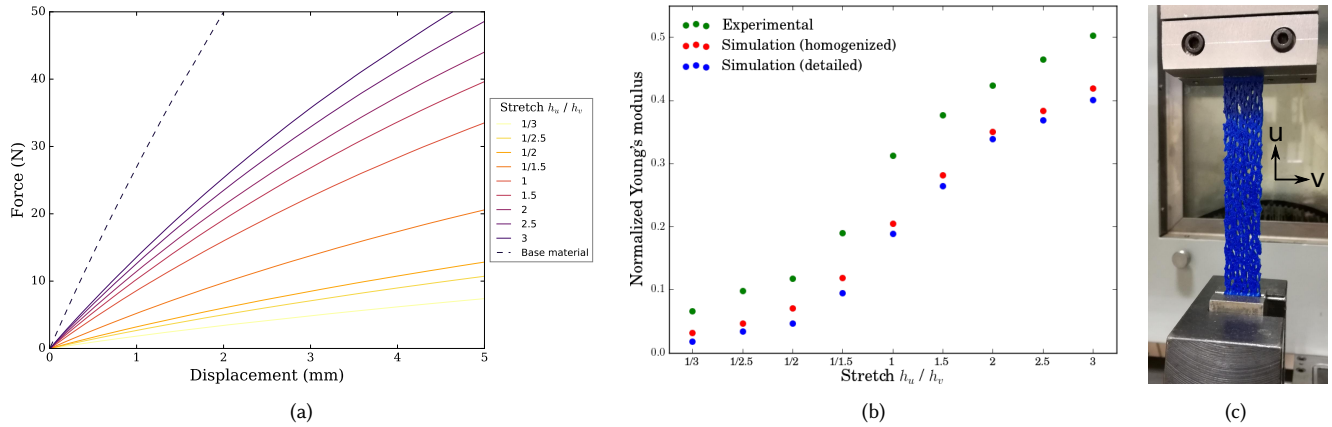 50
40
30
20
10
0
Force (N)
0 1 2 3 4 5
Displacement (mm)
Stretch h_u / h_v
1/3
1/2.5
1/2
1/1.5
1
1.5
2
2.5
3
Base material
(a)
Experimental
Simulation (homogenized)
Simulation (detailed)
0.5
0.4
0.3
0.2
0.1
0.0
Normalized Young's modulus
1/3 1/2.5 1/2 1/1.5 1 1.5 2 2.5 3
Stretch h_u / h_v
(b)
u
v
(c)